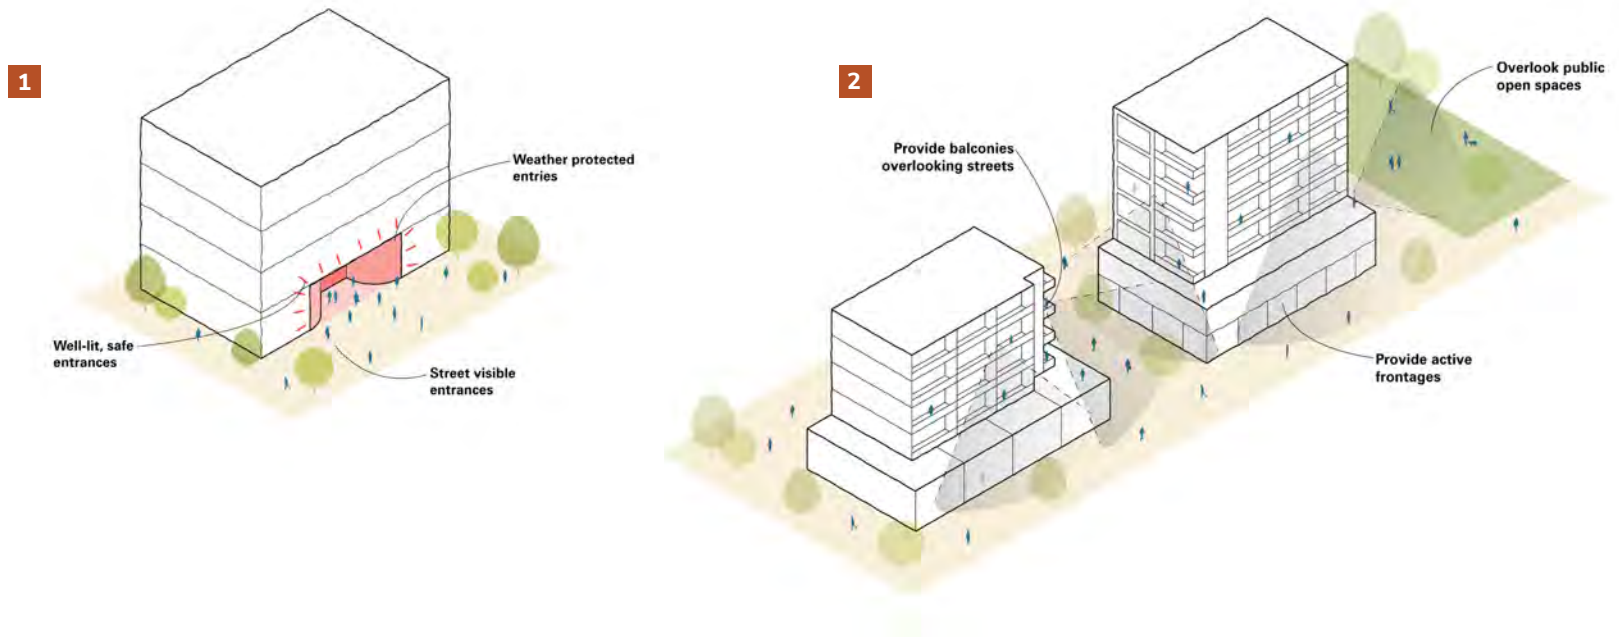 1
Weather protected
entries
Well-lit, safe
entrances
Street visible
entrances
2
Overlook public
open spaces
Provide balconies
overlooking streets
Provide active
frontages